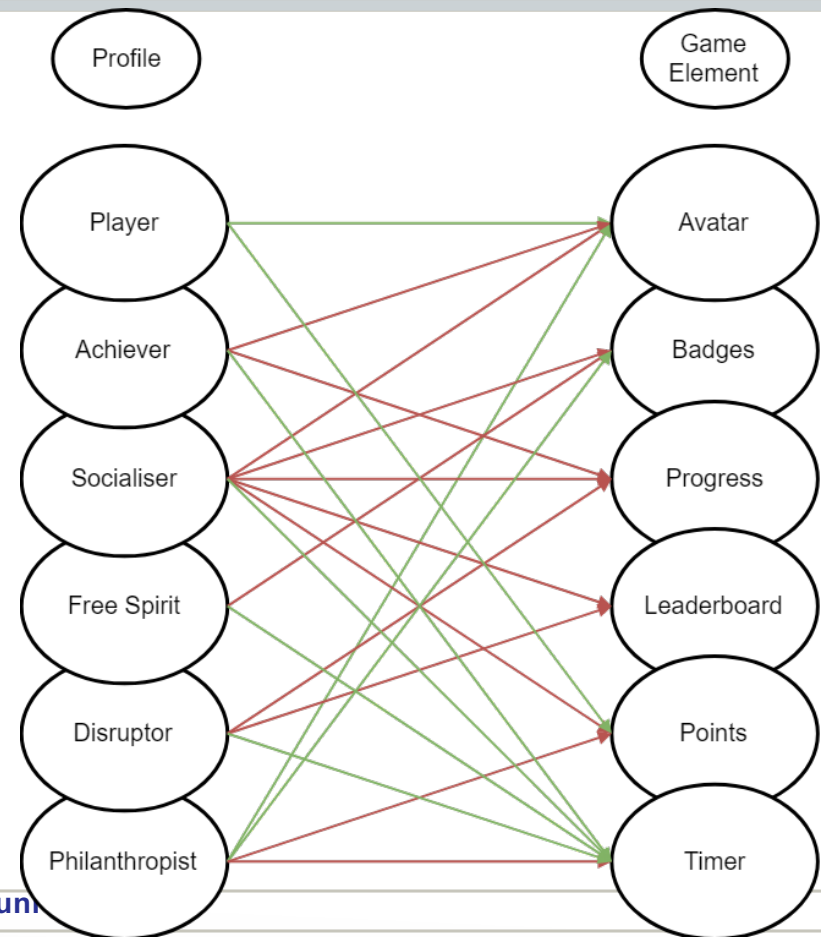 Profile
Game
Element
Player
Avatar
Achiever
Badges
Socialiser
Progress
Free Spirit
Leaderboard
Disruptor
Points
Philanthropist
Timer